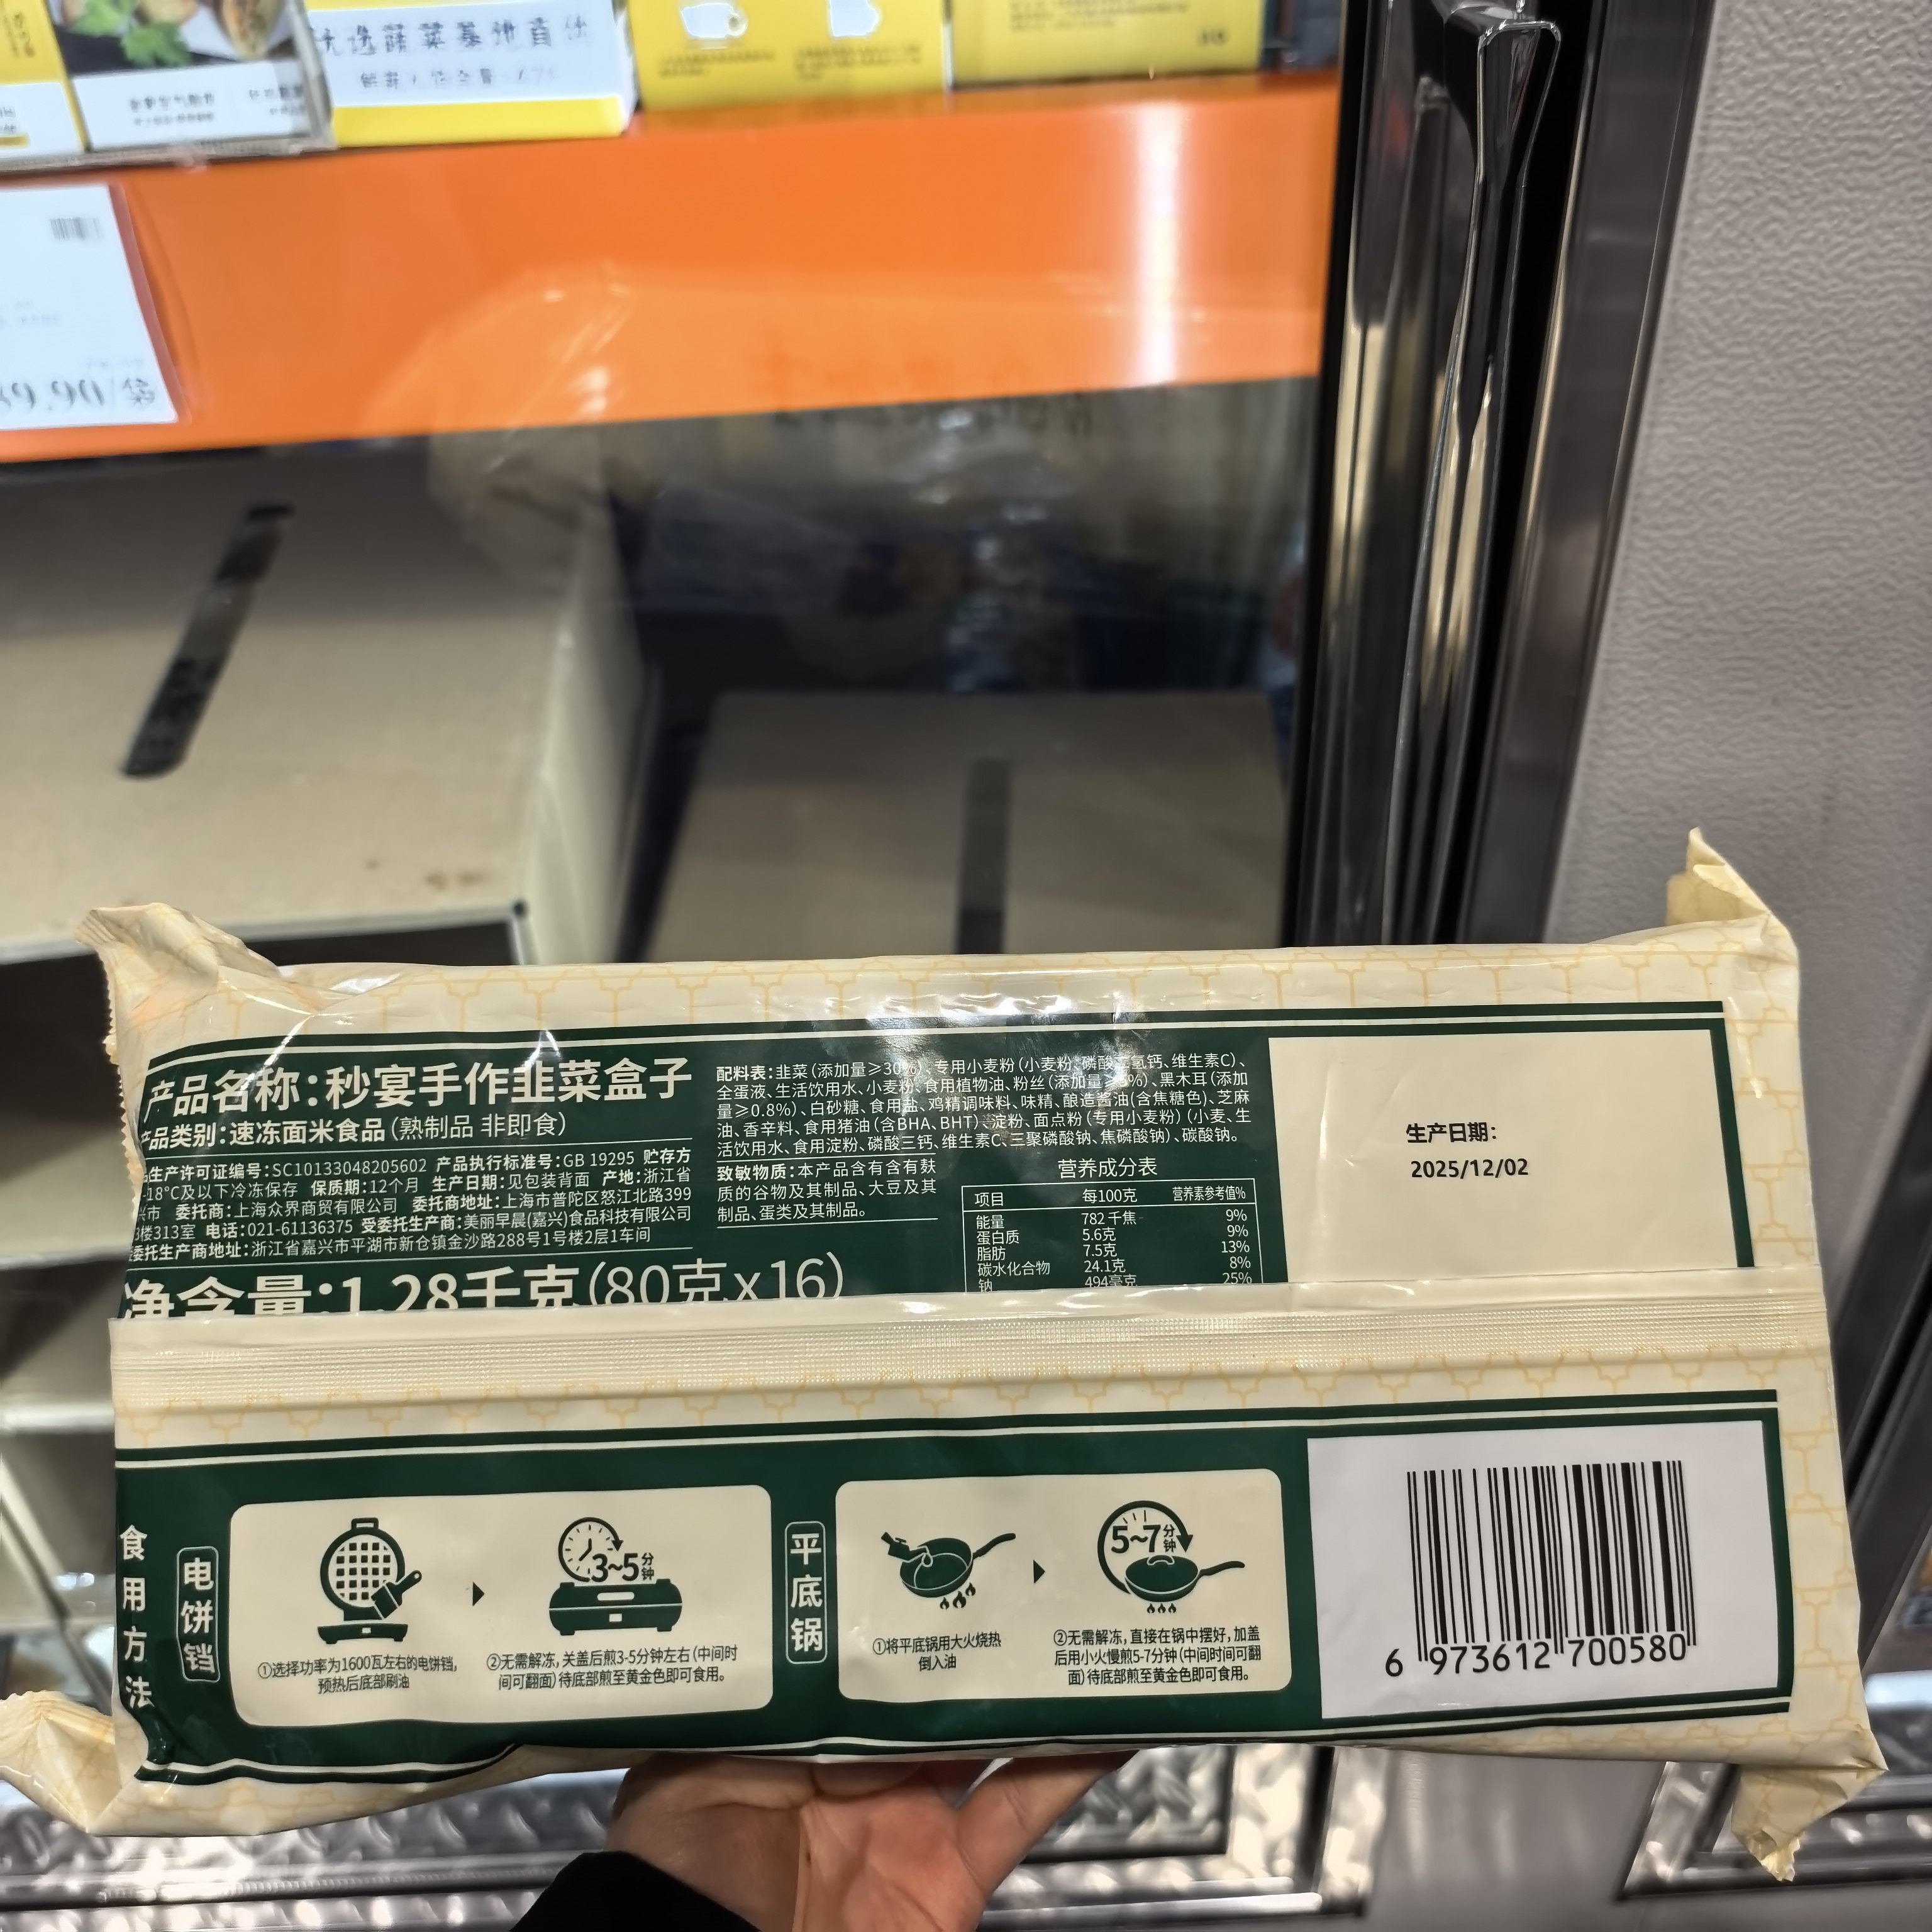 89.90/袋
产品名称:秒宴手作韭菜盒子
产品类别:速冻面米食品(熟制品 非即食)
生产许可证编号:SC10133048205602 产品执行标准号:GB 19295 贮存方
-18°C及以下冷冻保存 保质期:12个月 生产日期:见包装背面 产地:浙江省
兴市 委托商:上海众界商贸有限公司 委托商地址:上海市普陀区怒江北路399
楼313室 电话:021-61136375 受委托生产商:美丽早晨(嘉兴)食品科技有限公司
委托生产商地址:浙江省嘉兴市平湖市新仓镇金沙路288号1号楼2层1车间
净含量:1.28千克(80克x16)
配料表:韭菜(添加量≥30%)、专用小麦粉(小麦粉、磷酸氢钙、维生素C)、
全蛋液、生活饮用水、小麦粉、食用植物油、粉丝(添加量≥%)、黑木耳(添加
量≥0.8%)、白砂糖、食用盐、鸡精调味料、味精、酿造酱油(含焦糖色)、芝麻
油、香辛料、食用猪油(含BHA、BHT)、淀粉、面点粉(专用小麦粉)(小麦、生
活饮用水、食用淀粉、磷酸三钙、维生素C、三聚磷酸钠、焦磷酸钠)、碳酸钠。
致敏物质:本产品含有含有麸
质的谷物及其制品、大豆及其
制品、蛋类及其制品。
营养成分表
项目 每100克 营养素参考值%
能量 782千焦 9%
蛋白质 5.6克 9%
脂肪 7.5克 13%
碳水化合物 24.1克 8%
钠 494毫克 25%
生产日期:
2025/12/02
食用方法
电饼铛
3~5分钟
①选择功率为1600瓦左右的电饼铛,
预热后底部刷油
②无需解冻,关盖后煎3-5分钟左右(中间时
间可翻面)待底部煎至黄金色即可食用。
平底锅
5~7分钟
①将平底锅用大火烧热
倒入油
②无需解冻,直接在锅中摆好,加盖
后用小火慢煎5-7分钟(中间时间可翻
面)待底部煎至黄金色即可食用。
6 973612 700580